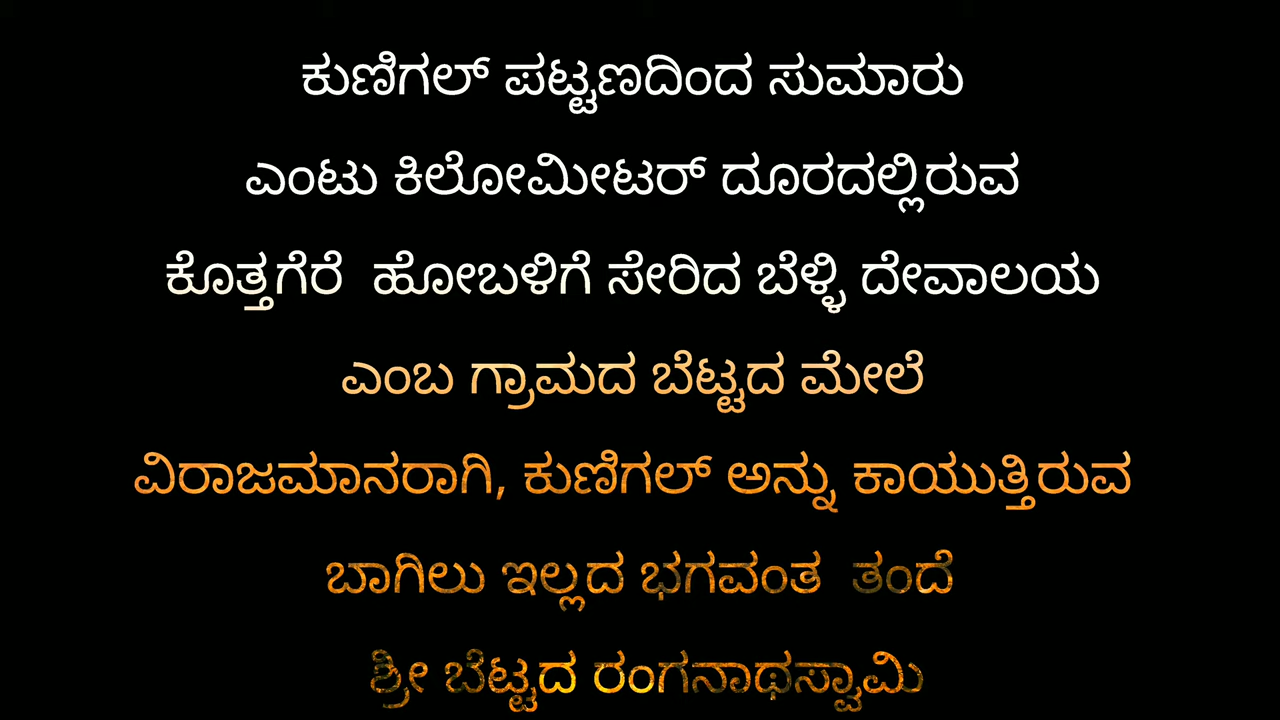 ಕುಣಿಗಲ್ ಪಟ್ಟಣದಿಂದ ಸುಮಾರು
ಎಂಟು ಕಿಲೋಮೀಟರ್ ದೂರದಲ್ಲಿರುವ
ಕೊತ್ತಗೆರೆ ಹೋಬಳಿಗೆ ಸೇರಿದ ಬೆಳ್ಳಿ ದೇವಾಲಯ
ಎಂಬ ಗ್ರಾಮದ ಬೆಟ್ಟದ ಮೇಲೆ
ವಿರಾಜಮಾನರಾಗಿ, ಕುಣಿಗಲ್ ಅನ್ನು ಕಾಯುತ್ತಿರುವ
ಬಾಗಿಲು ಇಲ್ಲದ ಭಗವಂತ ತಂದೆ
ಶ್ರೀ ಬೆಟ್ಟದ ರಂಗನಾಥಸ್ವಾಮಿ